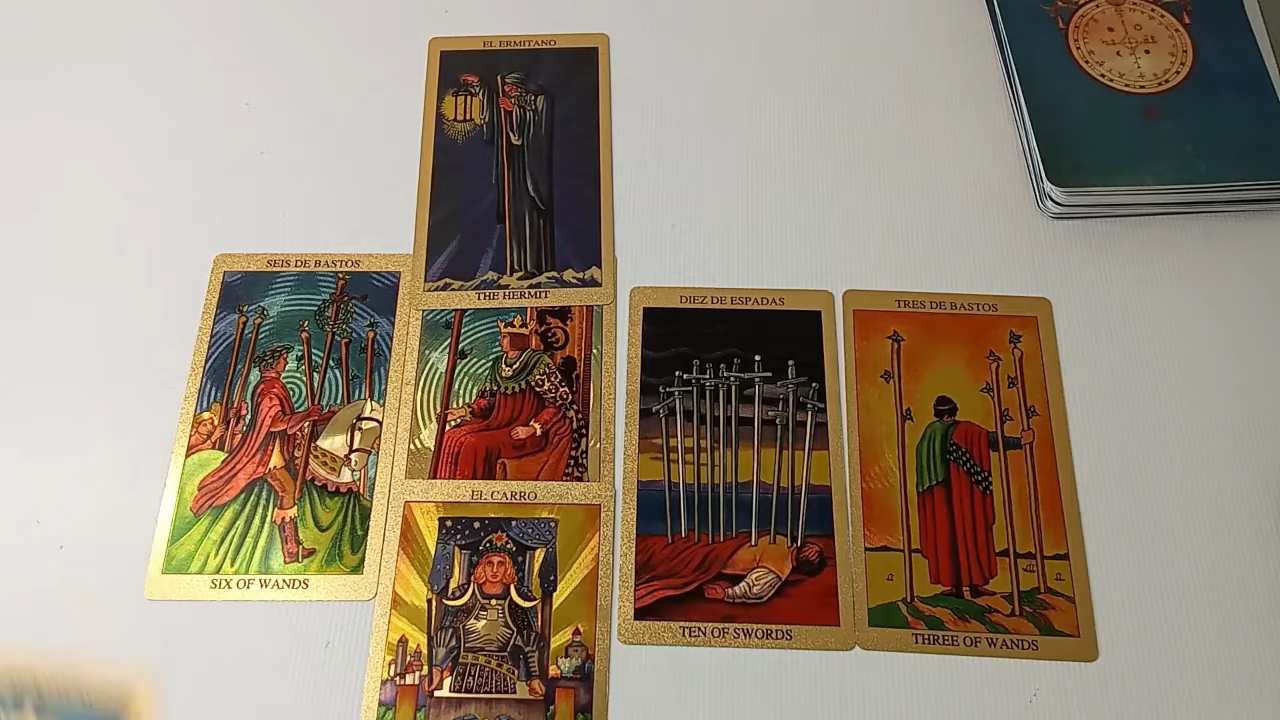 EL ERMITANO
THE HERMIT
SEIS DE BASTOS
SIX OF WANDS
EL CARRO
DIEZ DE ESPADAS
TEN OF SWORDS
TRES DE BASTOS
THREE OF WANDS